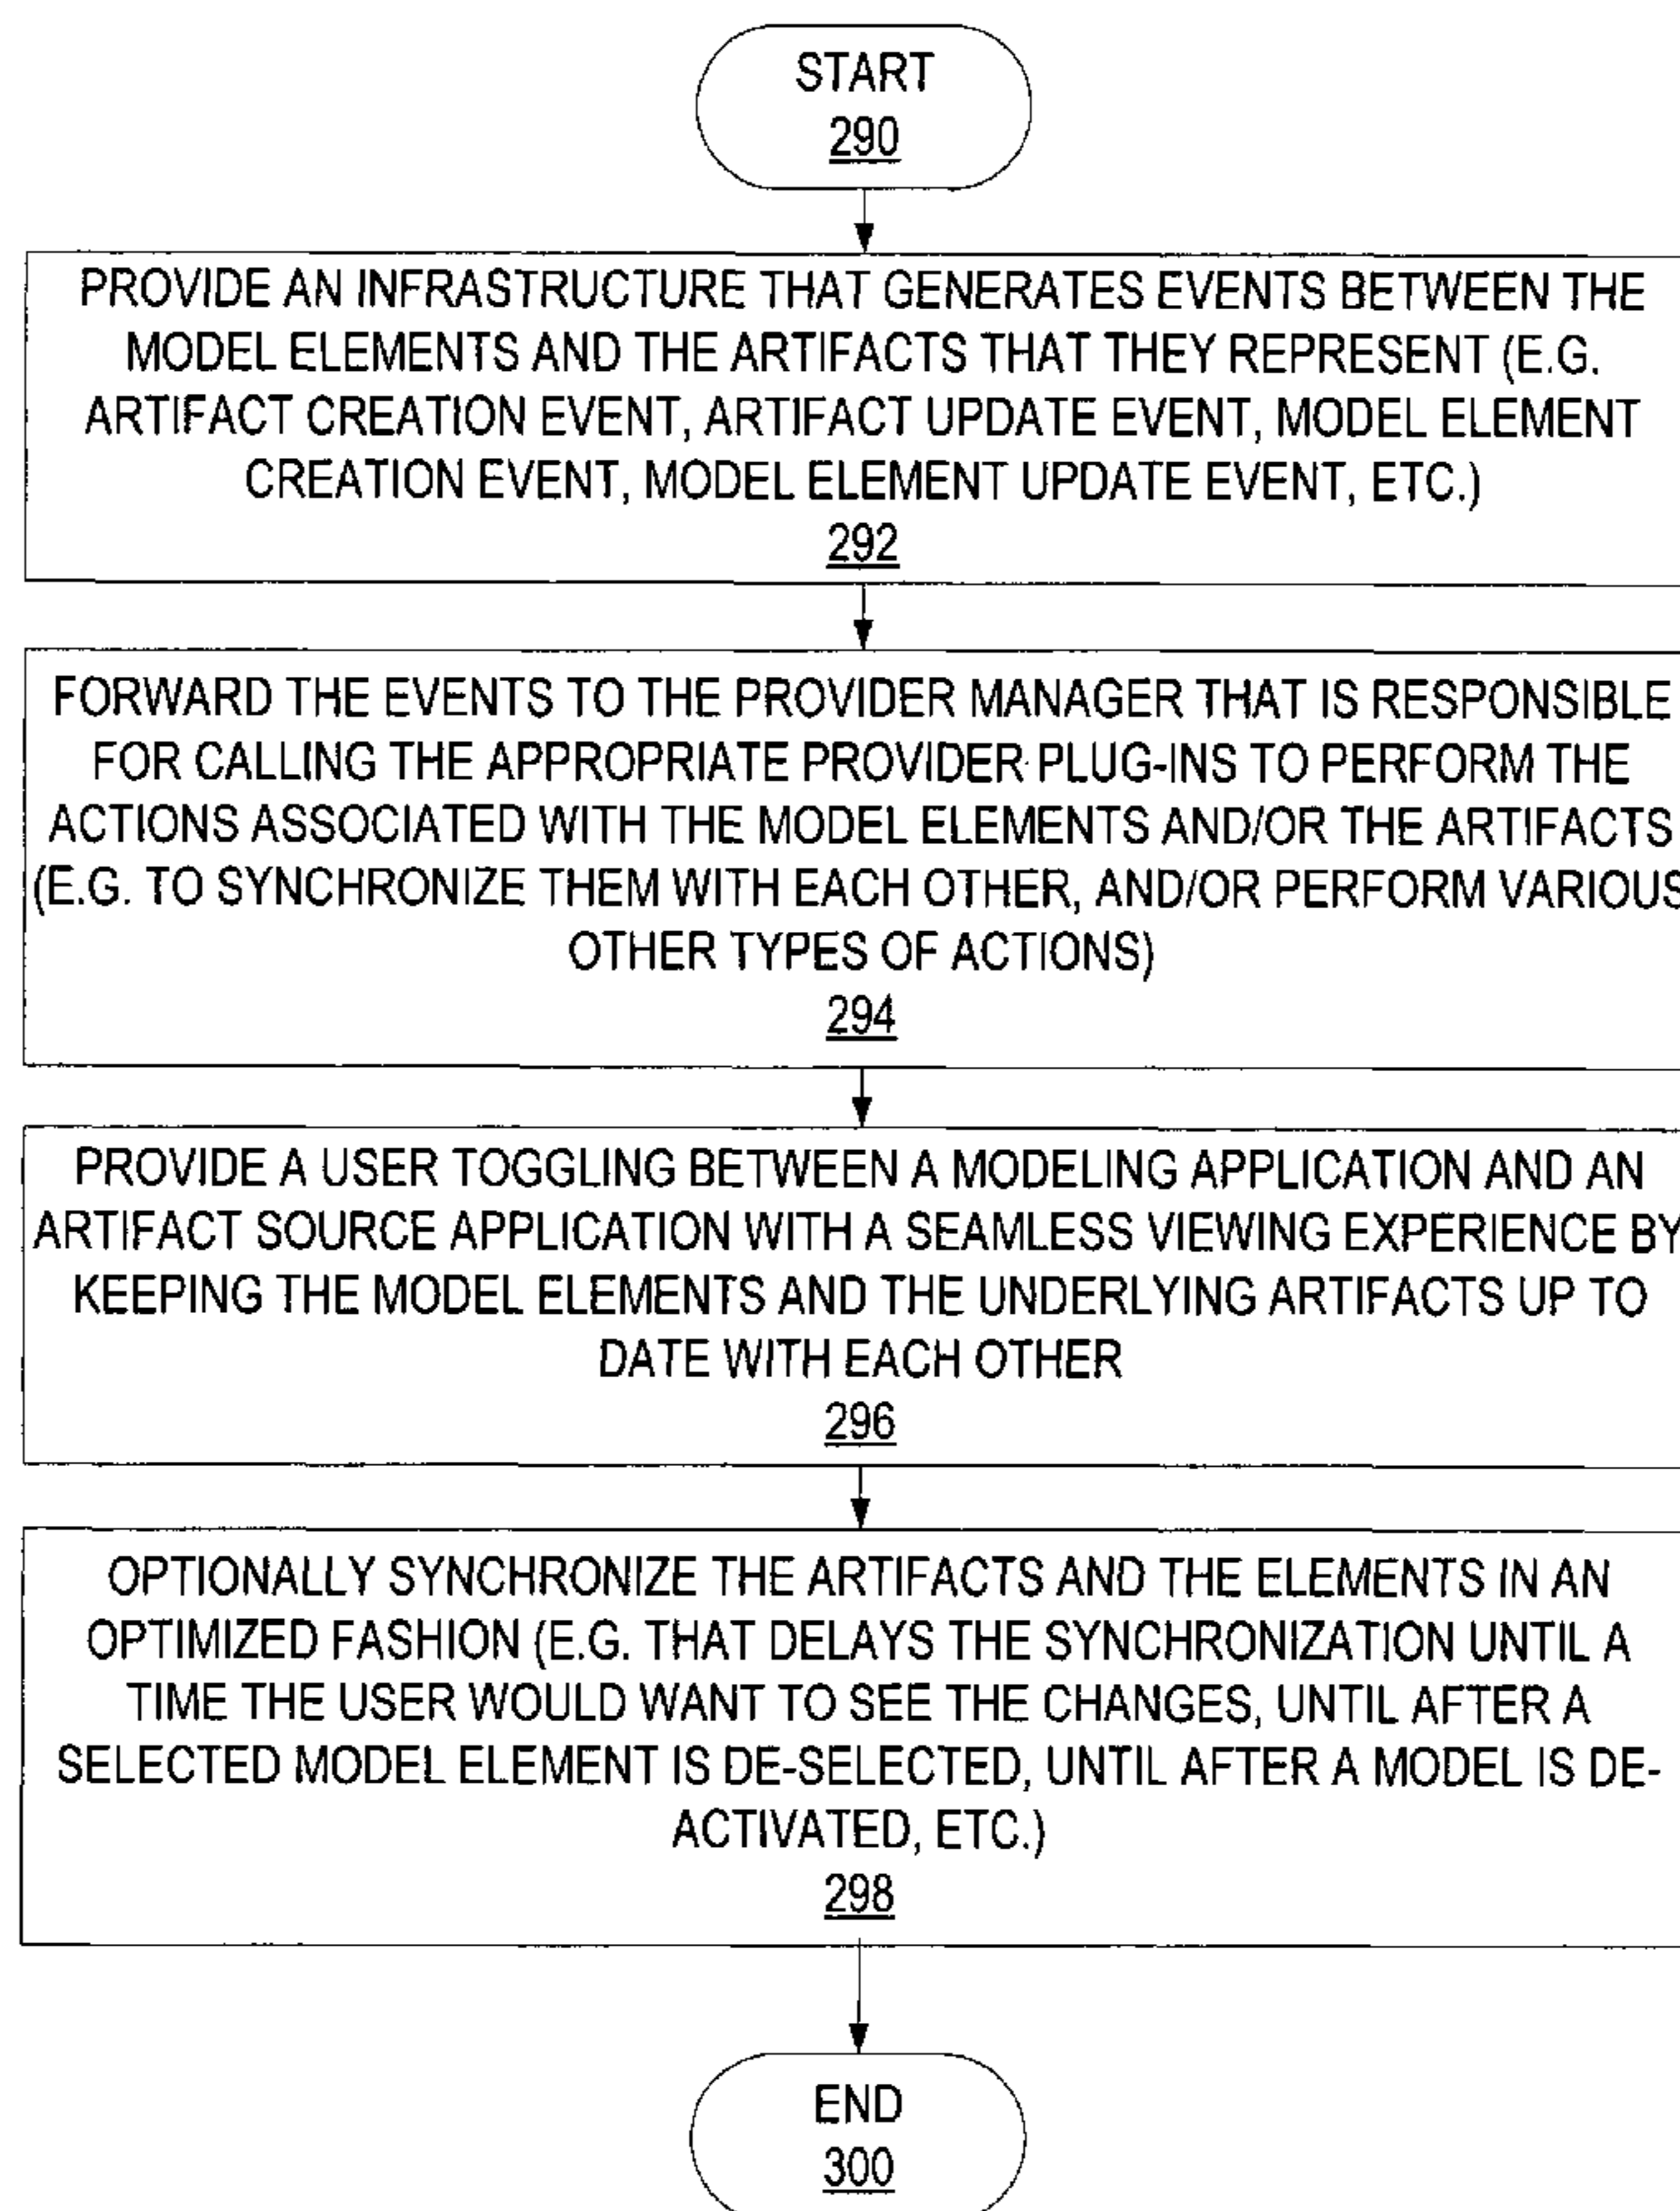 START
290
PROVIDE AN INFRASTRUCTURE THAT GENERATES EVENTS BETWEEN THE
MODEL ELEMENTS AND THE ARTIFACTS THAT THEY REPRESENT (E.G.
ARTIFACT CREATION EVENT, ARTIFACT UPDATE EVENT, MODEL ELEMENT
CREATION EVENT, MODEL ELEMENT UPDATE EVENT, ETC.)
292
FORWARD THE EVENTS TO THE PROVIDER MANAGER THAT IS RESPONSIBLE
FOR CALLING THE APPROPRIATE PROVIDER PLUG-INS TO PERFORM THE
ACTIONS ASSOCIATED WITH THE MODEL ELEMENTS AND/OR THE ARTIFACTS
(E.G. TO SYNCHRONIZE THEM WITH EACH OTHER, AND/OR PERFORM VARIOUS
OTHER TYPES OF ACTIONS)
294
PROVIDE A USER TOGGLING BETWEEN A MODELING APPLICATION AND AN
ARTIFACT SOURCE APPLICATION WITH A SEAMLESS VIEWING EXPERIENCE BY
KEEPING THE MODEL ELEMENTS AND THE UNDERLYING ARTIFACTS UP TO
DATE WITH EACH OTHER
296
OPTIONALLY SYNCHRONIZE THE ARTIFACTS AND THE ELEMENTS IN AN
OPTIMIZED FASHION (E.G. THAT DELAYS THE SYNCHRONIZATION UNTIL A
TIME THE USER WOULD WANT TO SEE THE CHANGES, UNTIL AFTER A
SELECTED MODEL ELEMENT IS DE-SELECTED, UNTIL AFTER A MODEL IS DE-
ACTIVATED, ETC.)
298
END
300